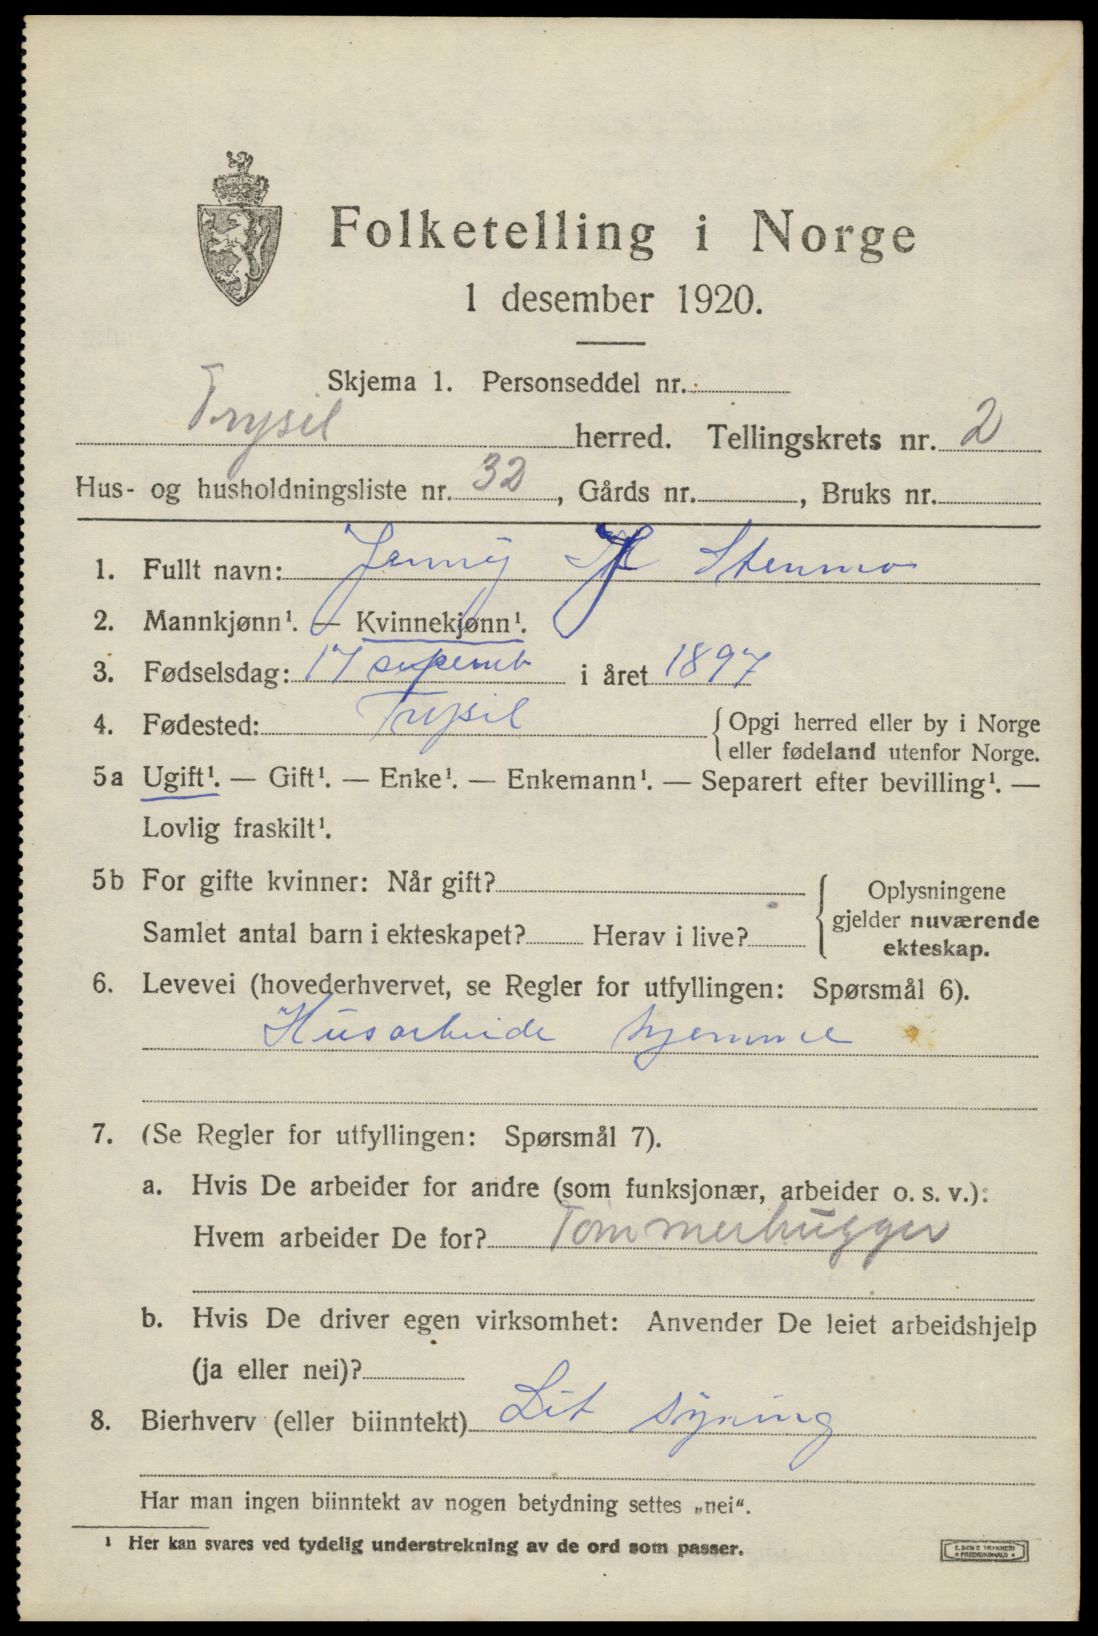 Folketelling i Norge
1 desember 1920.
Skjema 1. Personseddel nr.
Trysil herred. Tellingskrets nr. 2
Hus- og husholdningsliste nr. 32, Gårds nr. , Bruks nr.
1. Fullt navn: Jenny Stenmo
2. Mannkjønn¹. — Kvinnekjønn¹.
3. Fødselsdag: 17 i året 1897
4. Fødested: Trysil {Opgi herred eller by i Norge
eller fødeland utenfor Norge.
5a Ugift¹. — Gift¹. — Enke¹. — Enkemann¹. — Separert efter bevilling¹. —
Lovlig fraskilt¹.
5b For gifte kvinner: Når gift?
Samlet antal barn i ekteskapet? Herav i live?
{Oplysningene
gjelder nuværende
ekteskap.
6. Levevei (hovederhvervet, se Regler for utfyllingen: Spørsmål 6).
Husarbeide hjemme
7. (Se Regler for utfyllingen: Spørsmål 7).
a. Hvis De arbeider for andre (som funksjonær, arbeider o. s. v.):
Hvem arbeider De for? Tømmerhugger
b. Hvis De driver egen virksomhet: Anvender De leiet arbeidshjelp
(ja eller nei)?
8. Bierhverv (eller biinntekt) Lit syning
Har man ingen biinntekt av nogen betydning settes „nei“.
¹ Her kan svares ved tydelig understrekning av de ord som passer.